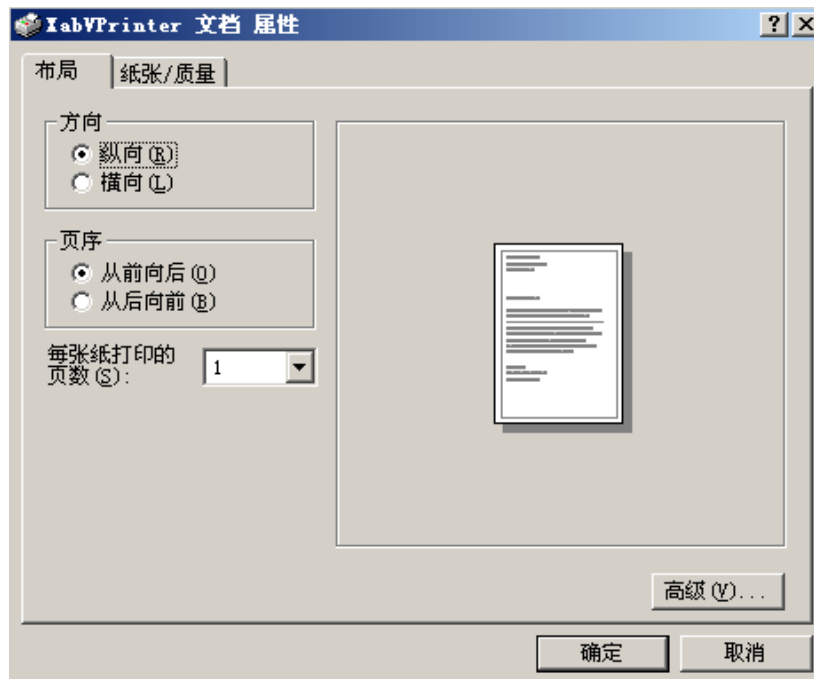 XabVPrinter 文档 属性
布局
纸张/质量
方向
纵向(R)
横向(L)
页序
从前向后(O)
从后向前(B)
每张纸打印的
页数(S):
1
高级(V)...
确定
取消